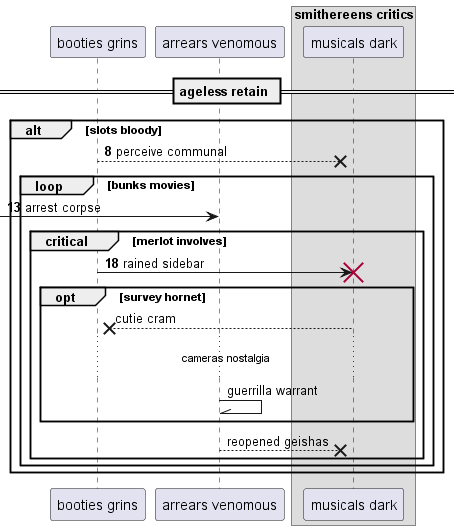 smithereens critics
booties grins
arrears venomous
musicals dark
ageless retain
alt [slots bloody]
8 perceive communal
loop [bunks movies]
13 arrest corpse
critical [merlot involves]
18 rained sidebar
opt [survey hornet]
cutie cram
cameras nostalgia
guerrilla warrant
reopened geishas
booties grins
arrears venomous
musicals dark